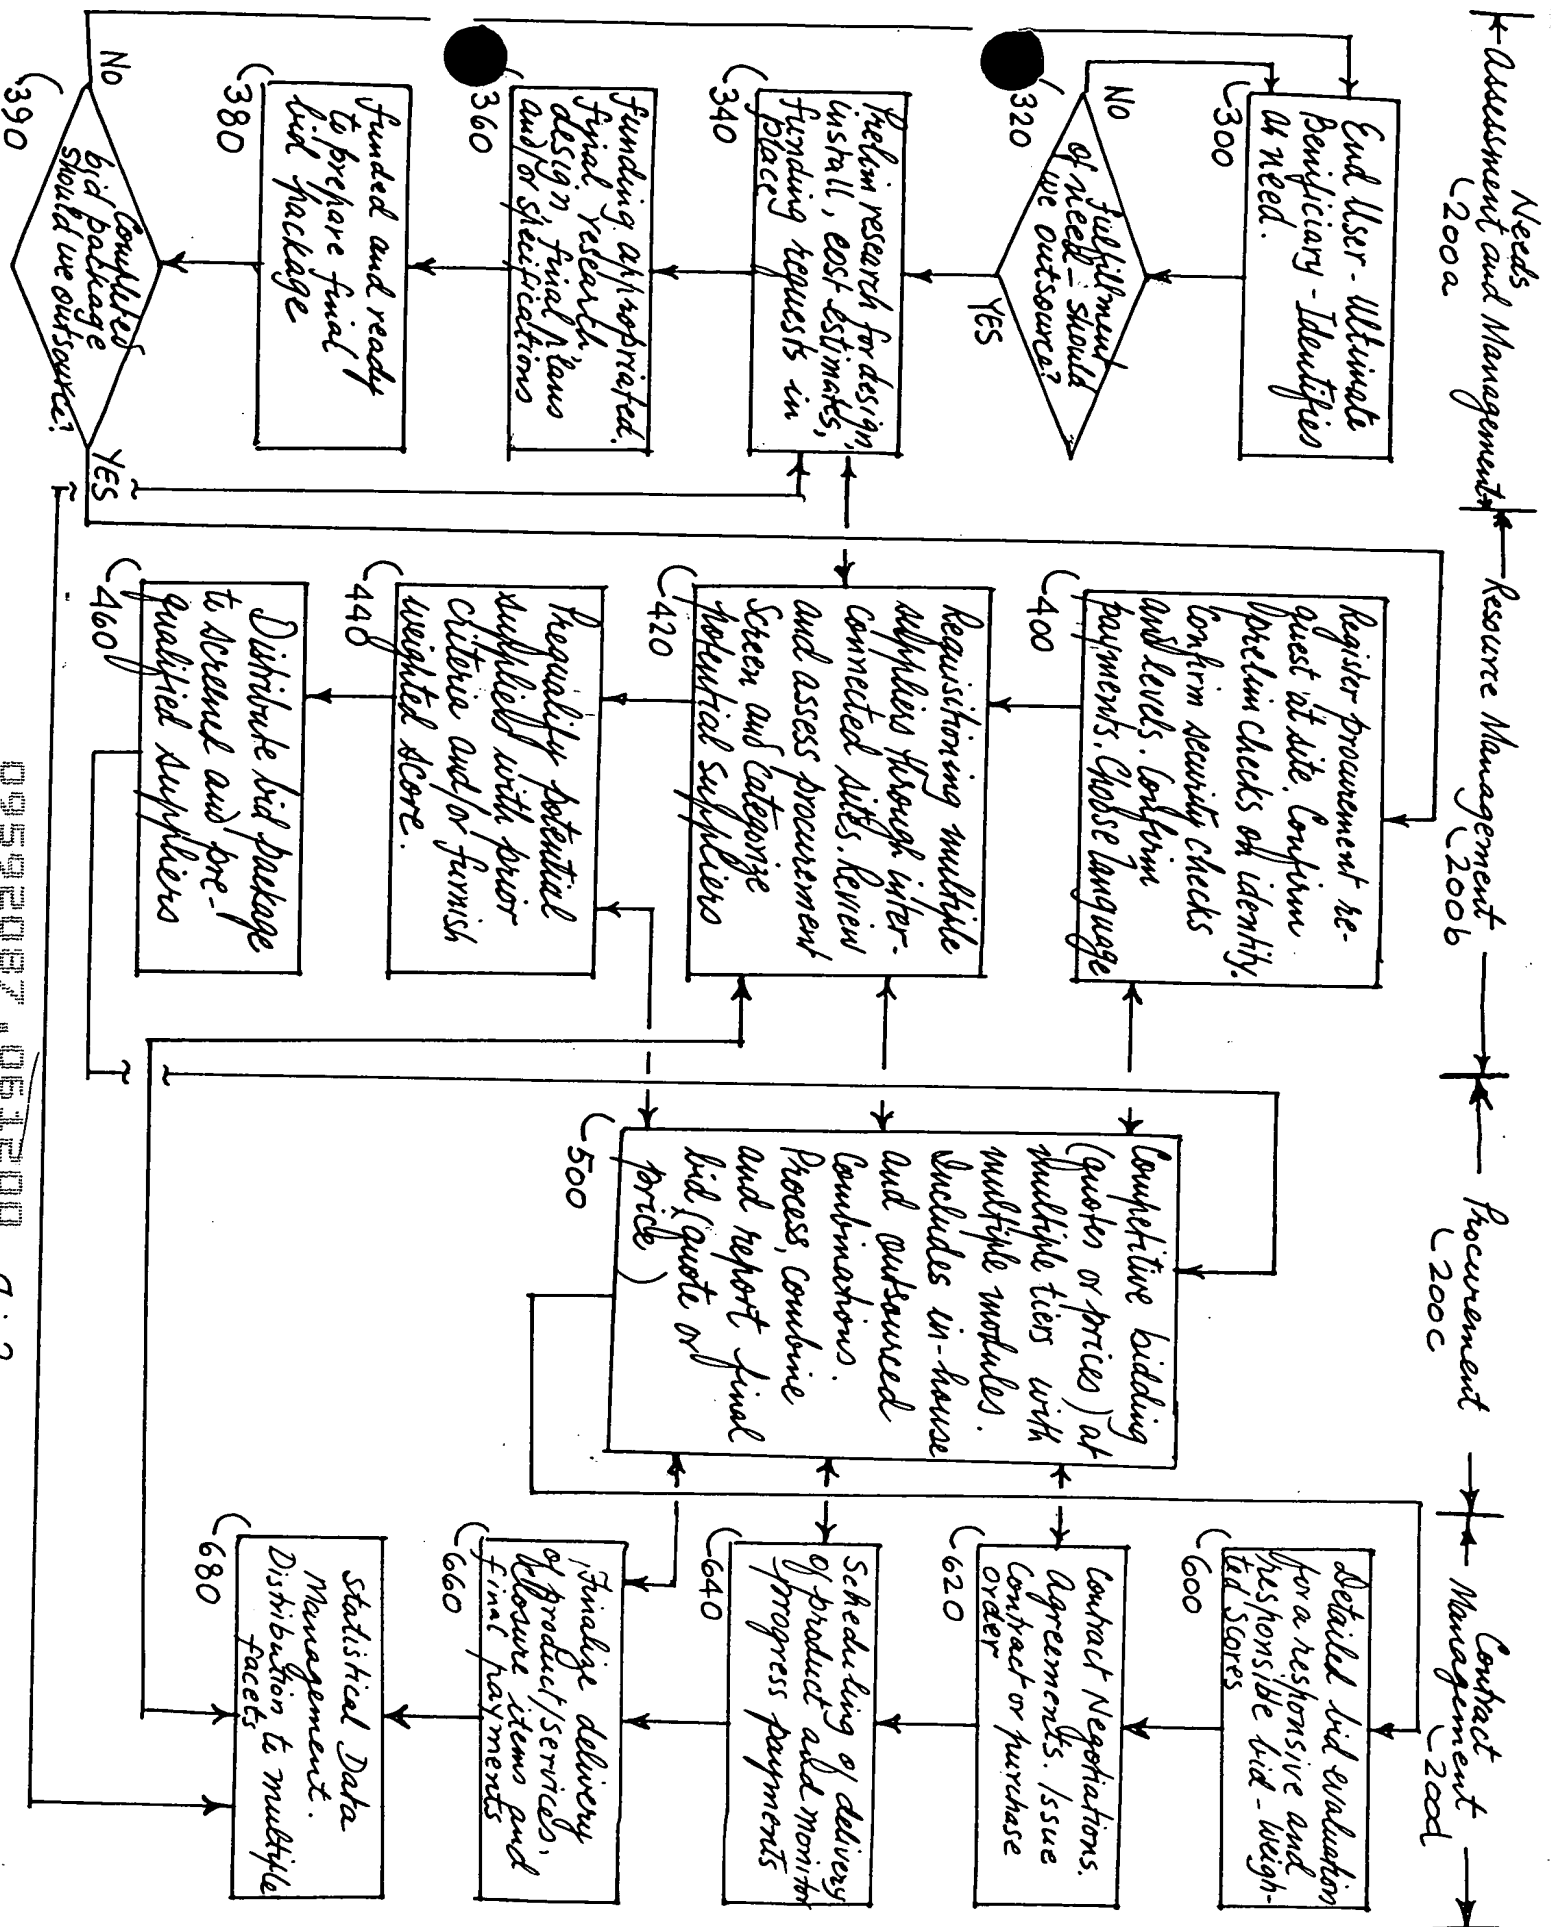 Needs
assessment and Management
200a
Resource Management
200b
Procurement
200c
Contract
Management
200d
End User - Ultimate
Benificiary - Identifies
a need.
300
NO
fulfillment
of need - should
we outsource?
320
YES
Prelim research for design,
install, cost estimates,
funding requests in
place
340
funding appropriated.
final research,
design, final plans
and/or specifications
360
funded and ready
to prepare final
bid package
380
NO
Completed
bid package
should we outsource?
390
YES
Register procurement re-
quest at site. Confirm
prelim checks on identity.
Confirm security checks
and levels. Confirm
payments. Choose language
400
Requisitioning multiple
suppliers through inter-
connected sites. Review
and assess procurement
Screen and Categorize
potential suppliers
420
Prequalify potential
suppliers with prior
criteria and/or furnish
weighted score.
440
Distribute bid package
to screened and pre-
qualified suppliers
460
Competitive bidding
(quotes or prices) at
multiple tiers with
multiple modules.
Includes in-house
and outsourced
Combinations.
Process, combine
and report final
bid (quote or
price)
500
Detailed bid evaluation
for a responsive and
responsible bid - weigh-
ted scores
600
Contract Negotiations.
Agreements. Issue
Contract or purchase
order
620
Scheduling of delivery
of product and monitor
progress payments
640
Finalize delivery
of product/services,
closure items and
final payments
660
Statistical Data
Management.
Distribution to multiple
facets
680
09592087.061200